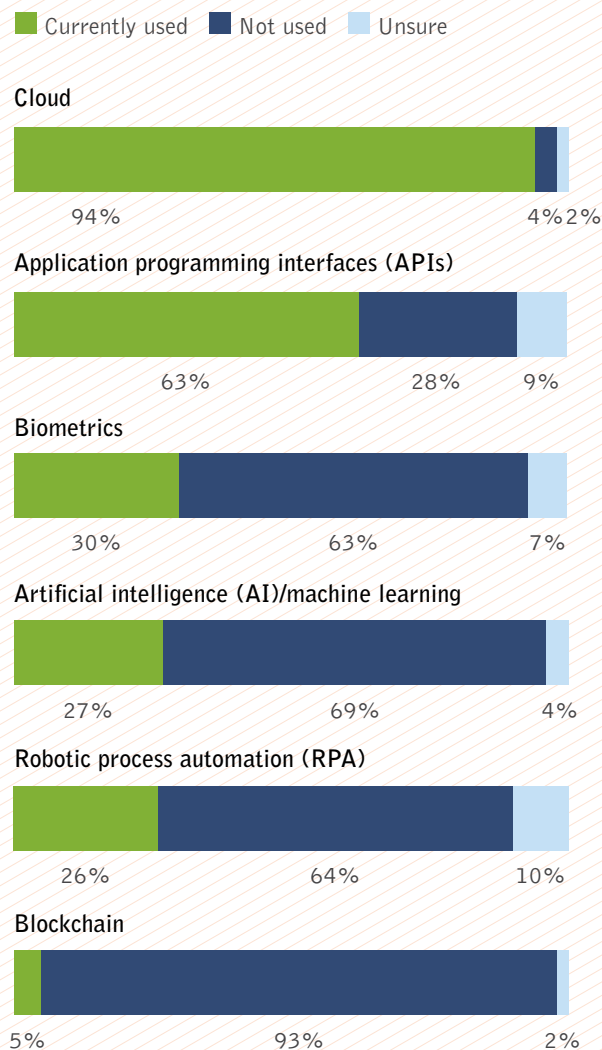 Currently used Not used Unsure
Cloud
94% 4% 2%
Application programming interfaces (APIs)
63% 28% 9%
Biometrics
30% 63% 7%
Artificial intelligence (AI)/machine learning
27% 69% 4%
Robotic process automation (RPA)
26% 64% 10%
Blockchain
5% 93% 2%